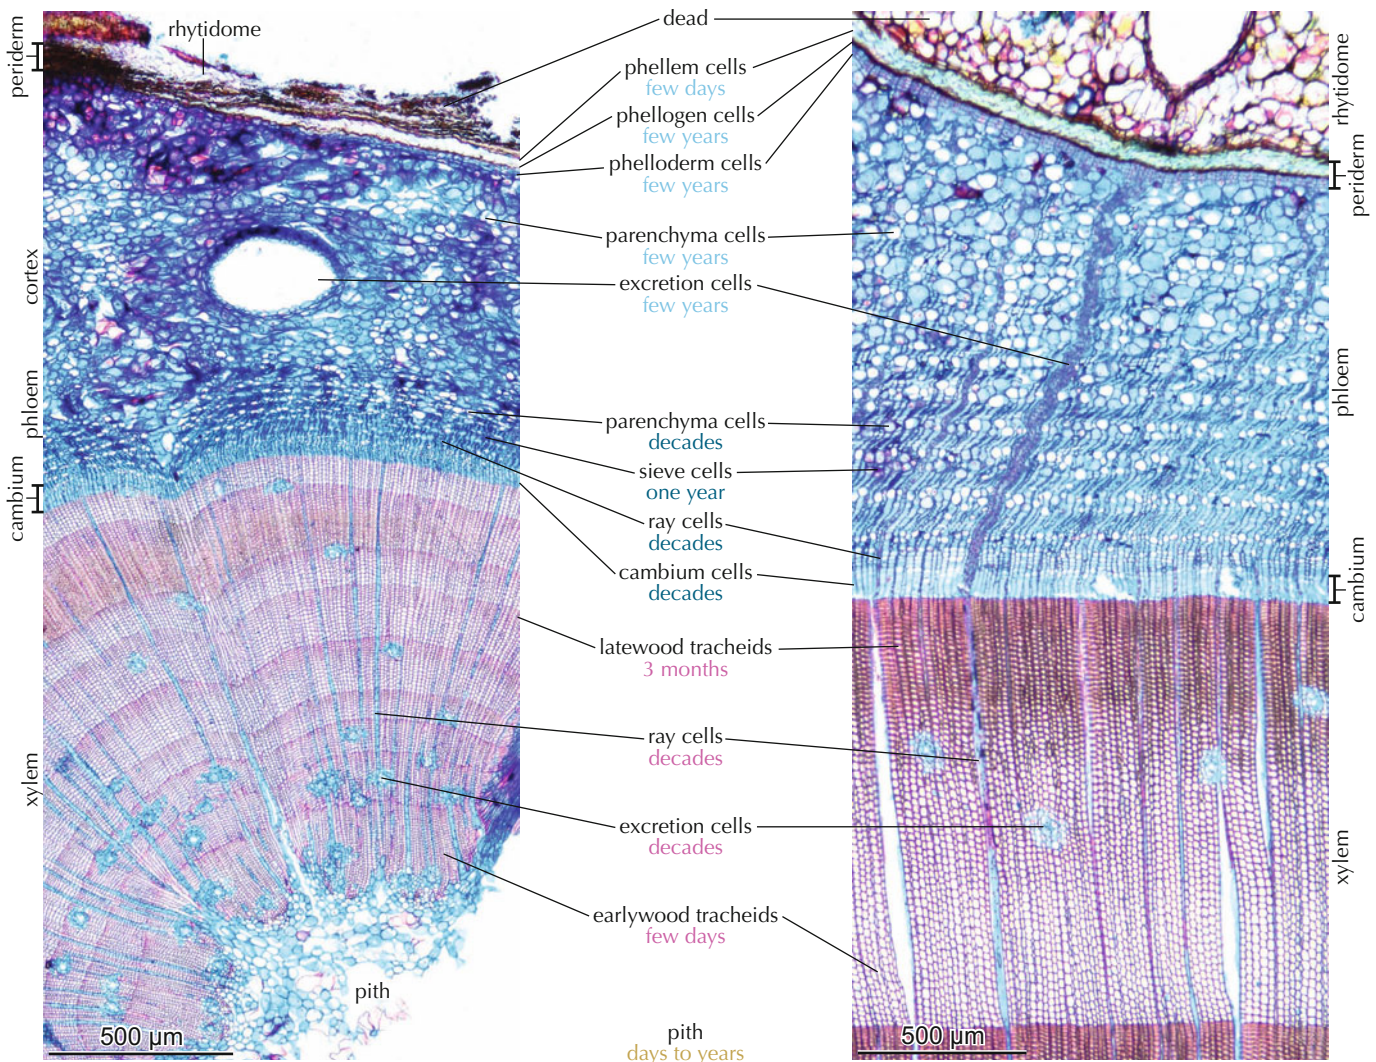 periderm
rhytidome
cortex
phloem
cambium
xylem
pith
500 µm
dead
phellem cells
few days
phellogen cells
few years
phelloderm cells
few years
parenchyma cells
few years
excretion cells
few years
parenchyma cells
decades
sieve cells
one year
ray cells
decades
cambium cells
decades
latewood tracheids
3 months
ray cells
decades
excretion cells
decades
earlywood tracheids
few days
pith
days to years
rhytidome
periderm
phloem
cambium
xylem
500 µm